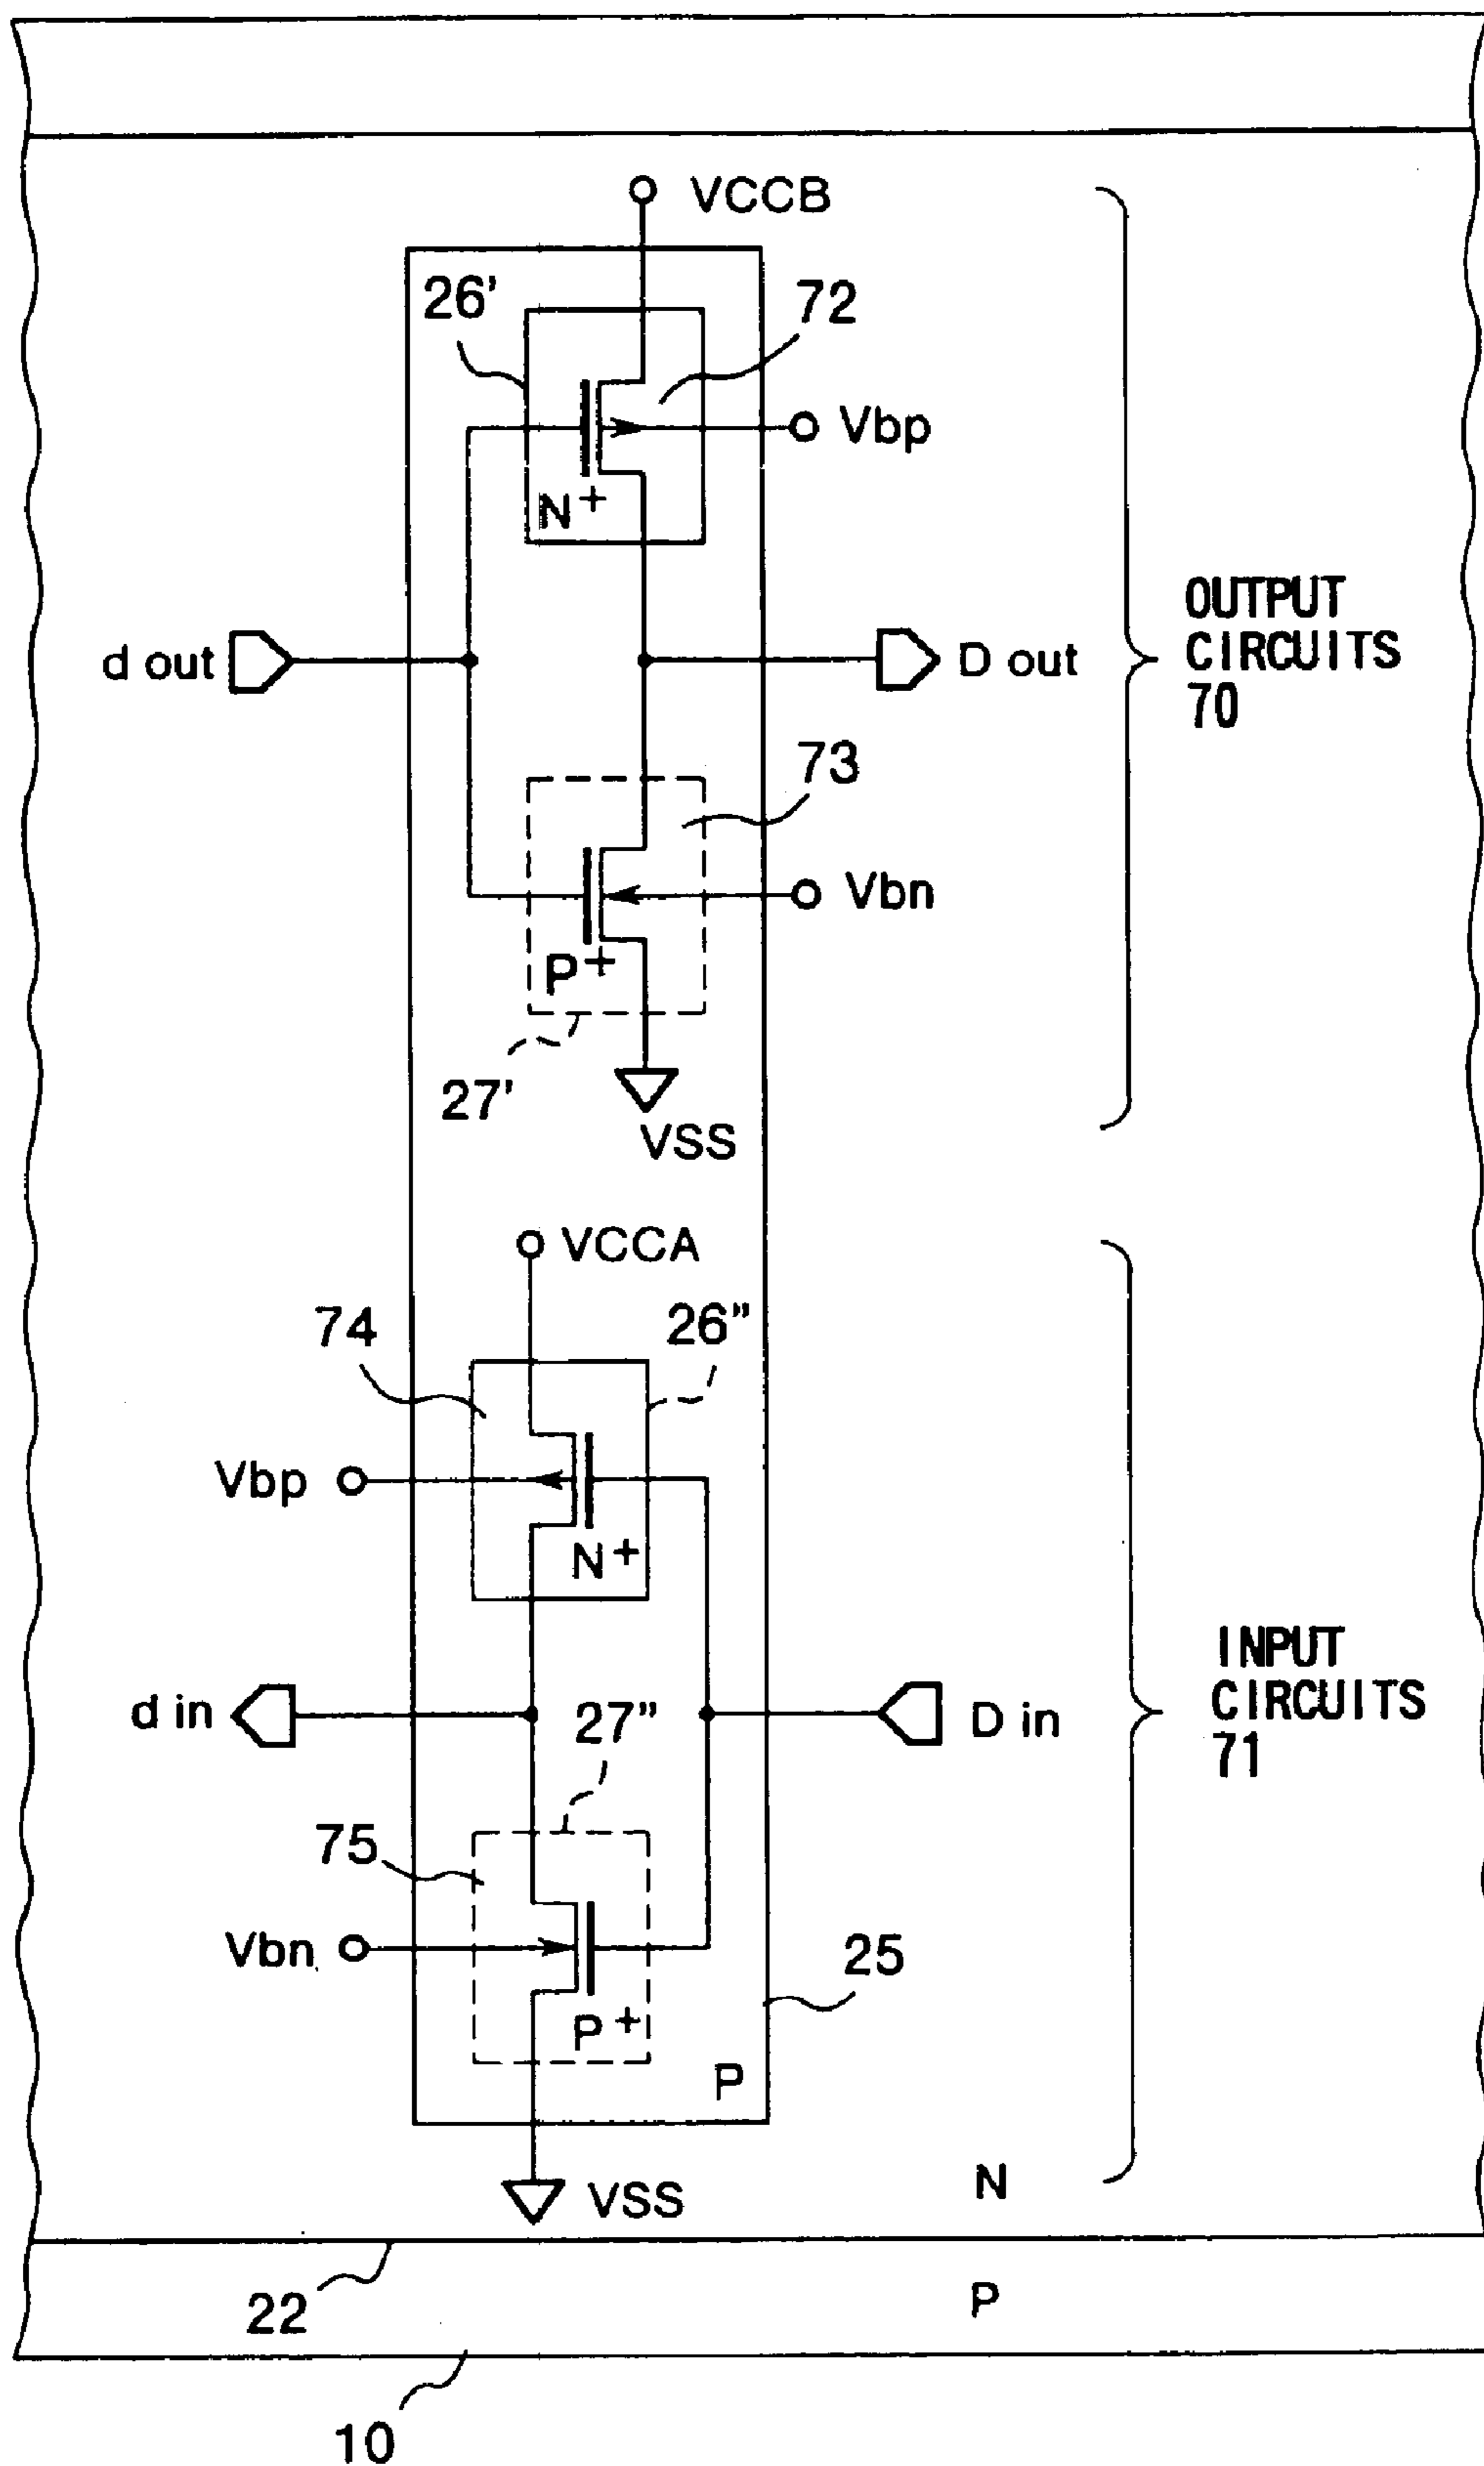 VCCB
26'
72
Vbp
N+
OUTPUT
CIRCUITS
70
d out
D out
73
Vbn
P+
27'
VSS
VCCA
74
26"
Vbp
N+
INPUT
CIRCUITS
71
d in
27"
D in
75
Vbn
25
P+
P
N
VSS
22
P
10